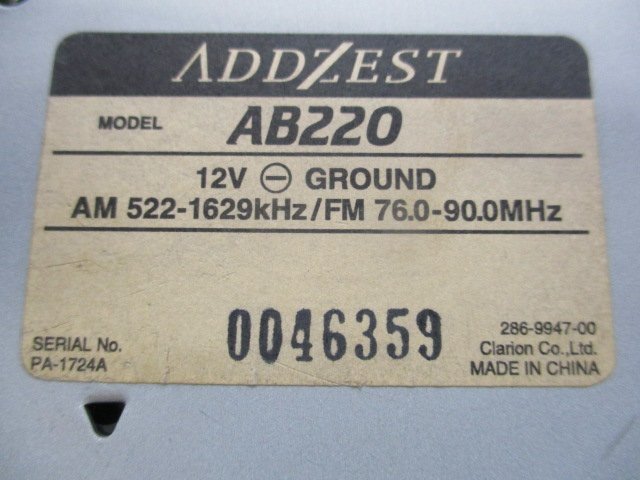 ADDZEST
MODEL AB220
12V ⊖ GROUND
AM 522-1629kHz/FM 76.0-90.0MHz
SERIAL No. 0046359 286-9947-00
PA-1724A Clarion Co.,Ltd.
MADE IN CHINA